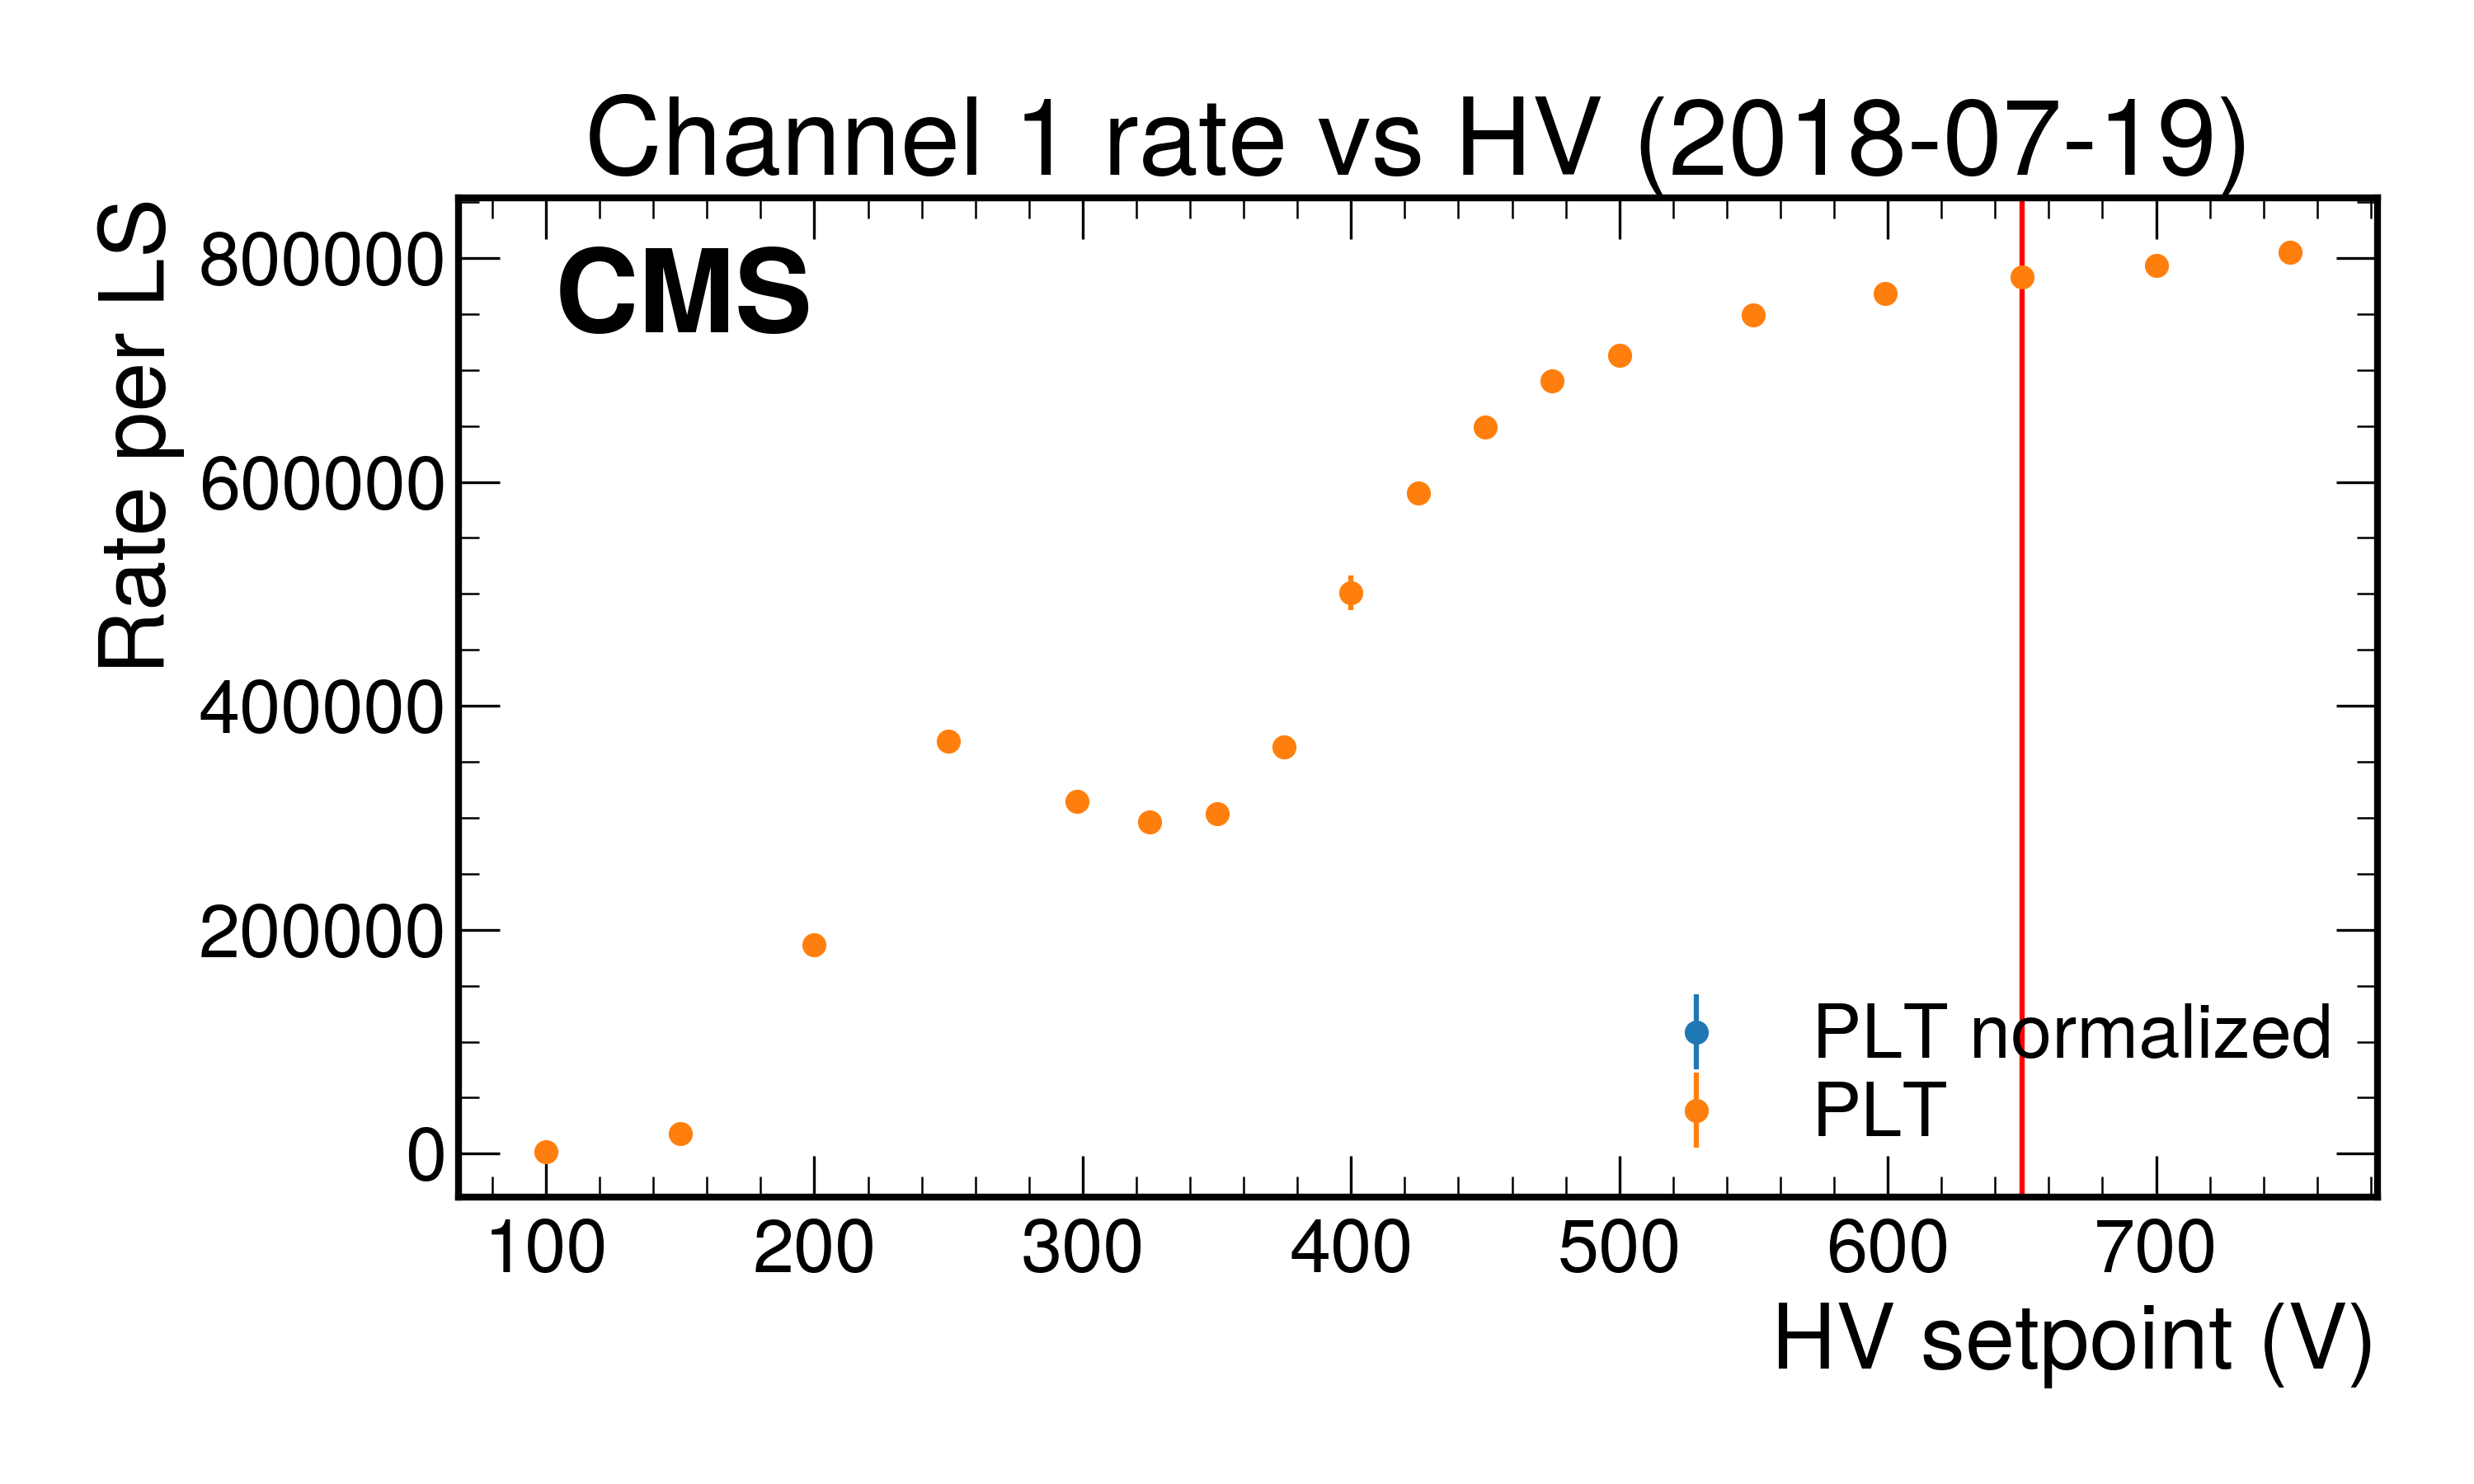 Channel 1 rate vs HV (2018-07-19)
CMS
Rate per LS
800000
600000
400000
200000
0
PLT normalized
PLT
100 200 300 400 500 600 700
HV setpoint (V)